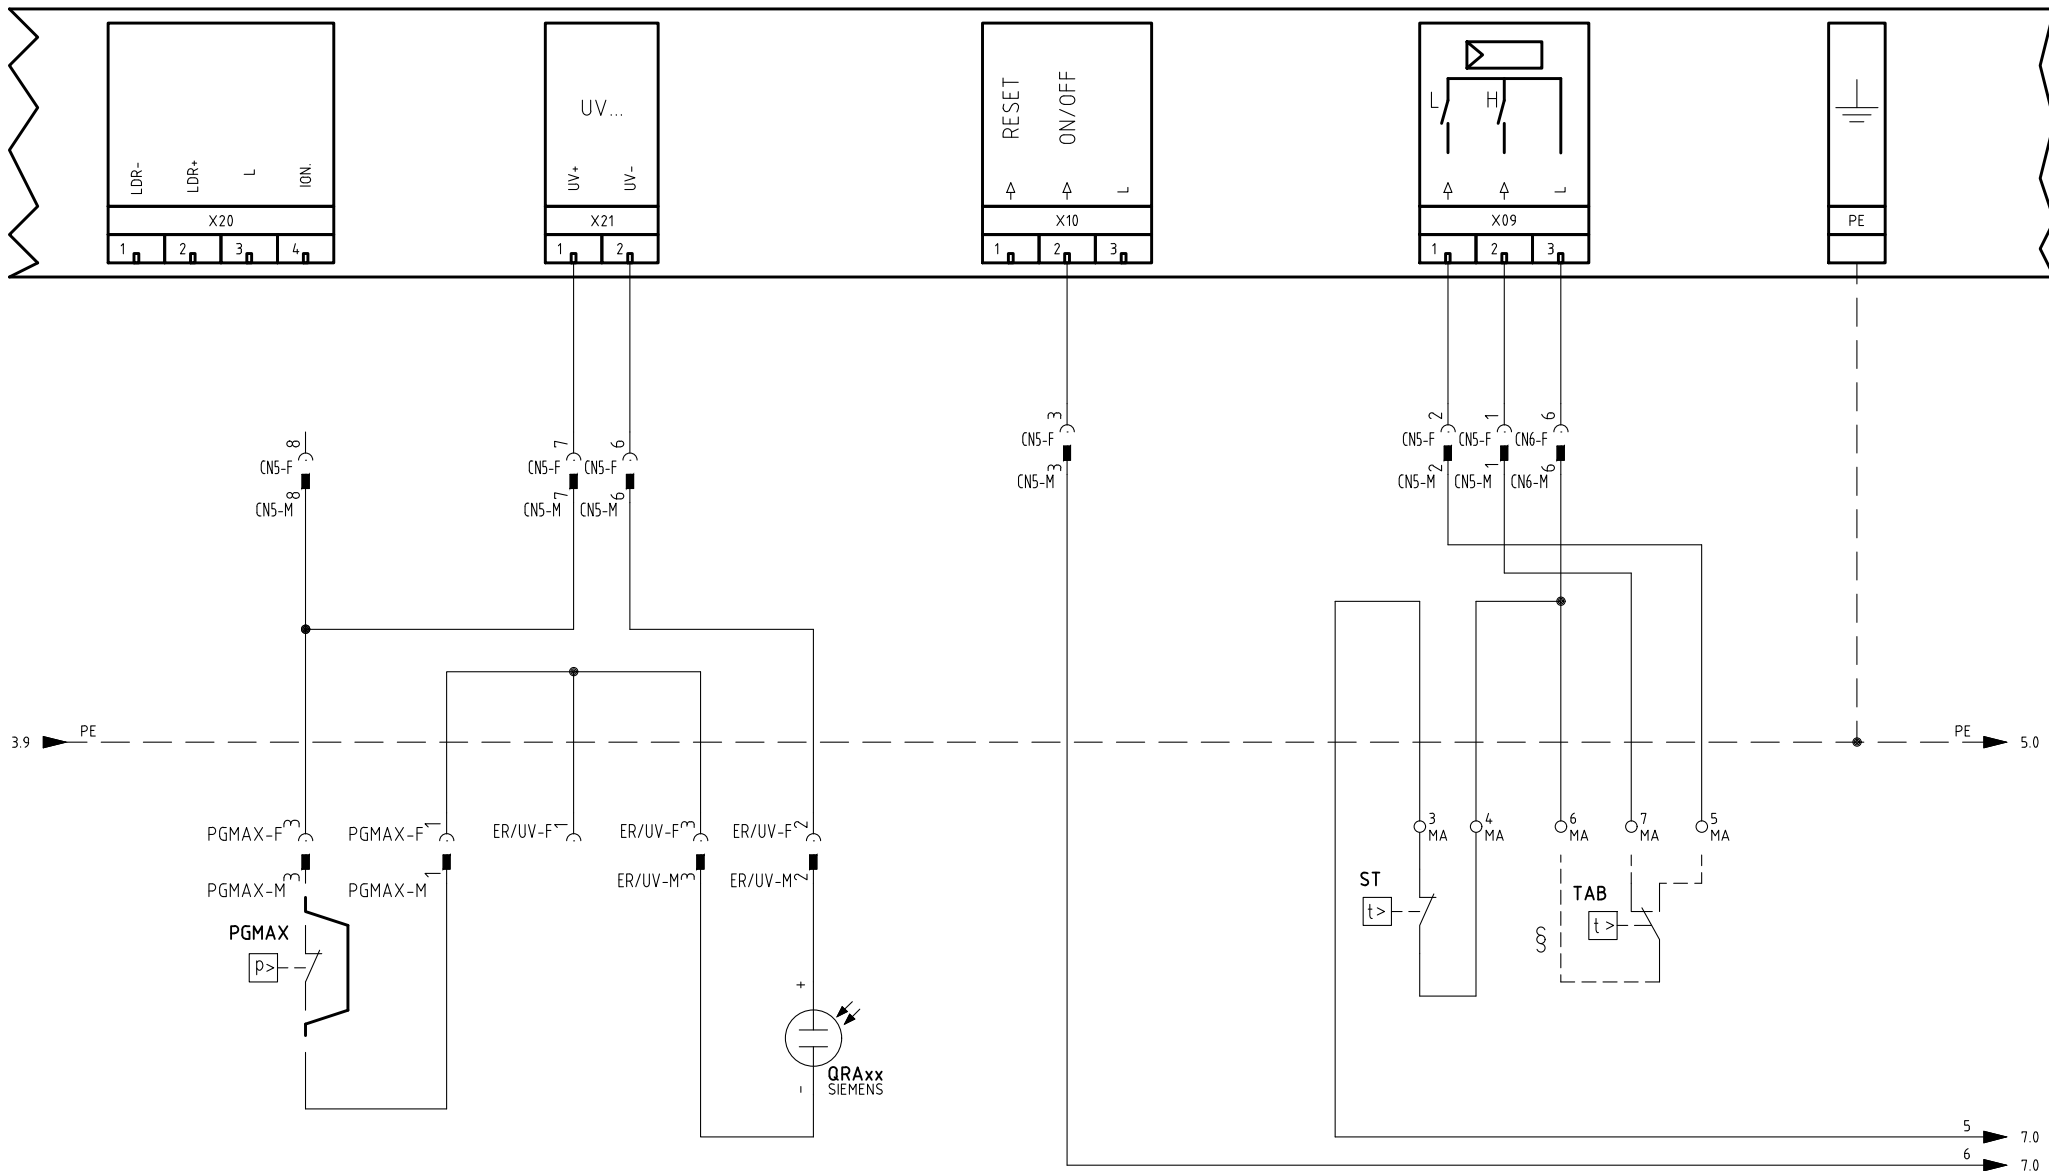 UV...
RESET
ON/OFF
L
H
LDR-
LDR+
L
ION.
UV+
UV-
L
L
X20
X21
X10
X09
PE
1
2
3
4
1
2
1
2
3
1
2
3
8
CN5-F
8
CN5-M
7
CN5-F
7
CN5-M
6
CN5-F
6
CN5-M
3
CN5-F
3
CN5-M
2
CN5-F
2
CN5-M
1
CN5-F
1
CN5-M
6
CN6-F
6
CN6-M
3.9
PE
PE
5.0
PGMAX-F
3
PGMAX-F
1
ER/UV-F
1
ER/UV-F
3
ER/UV-F
2
3
MA
4
MA
6
MA
7
MA
5
MA
PGMAX-M
3
PGMAX-M
1
ER/UV-M
3
ER/UV-M
2
ST
t>
TAB
t>
§
PGMAX
p>
+
-
QRAxx
SIEMENS
5
7.0
6
7.0